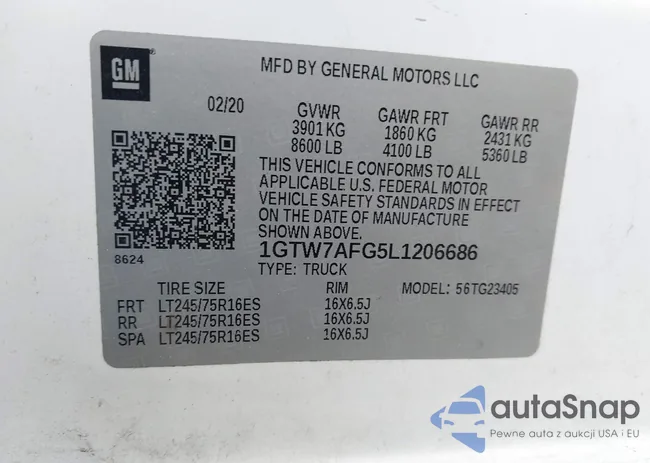 GM
MFD BY GENERAL MOTORS LLC
02/20 GVWR GAWR FRT GAWR RR
3901 KG 1860 KG 2431 KG
8600 LB 4100 LB 5360 LB
THIS VEHICLE CONFORMS TO ALL
APPLICABLE U.S. FEDERAL MOTOR
VEHICLE SAFETY STANDARDS IN EFFECT
ON THE DATE OF MANUFACTURE
SHOWN ABOVE.
8624 1GTW7AFG5L1206686
TYPE: TRUCK
TIRE SIZE RIM MODEL: 56TG23405
FRT LT245/75R16ES 16X6.5J
RR LT245/75R16ES 16X6.5J
SPA LT245/75R16ES 16X6.5J
autaSnap
Pewne auta z aukcji USA i EU